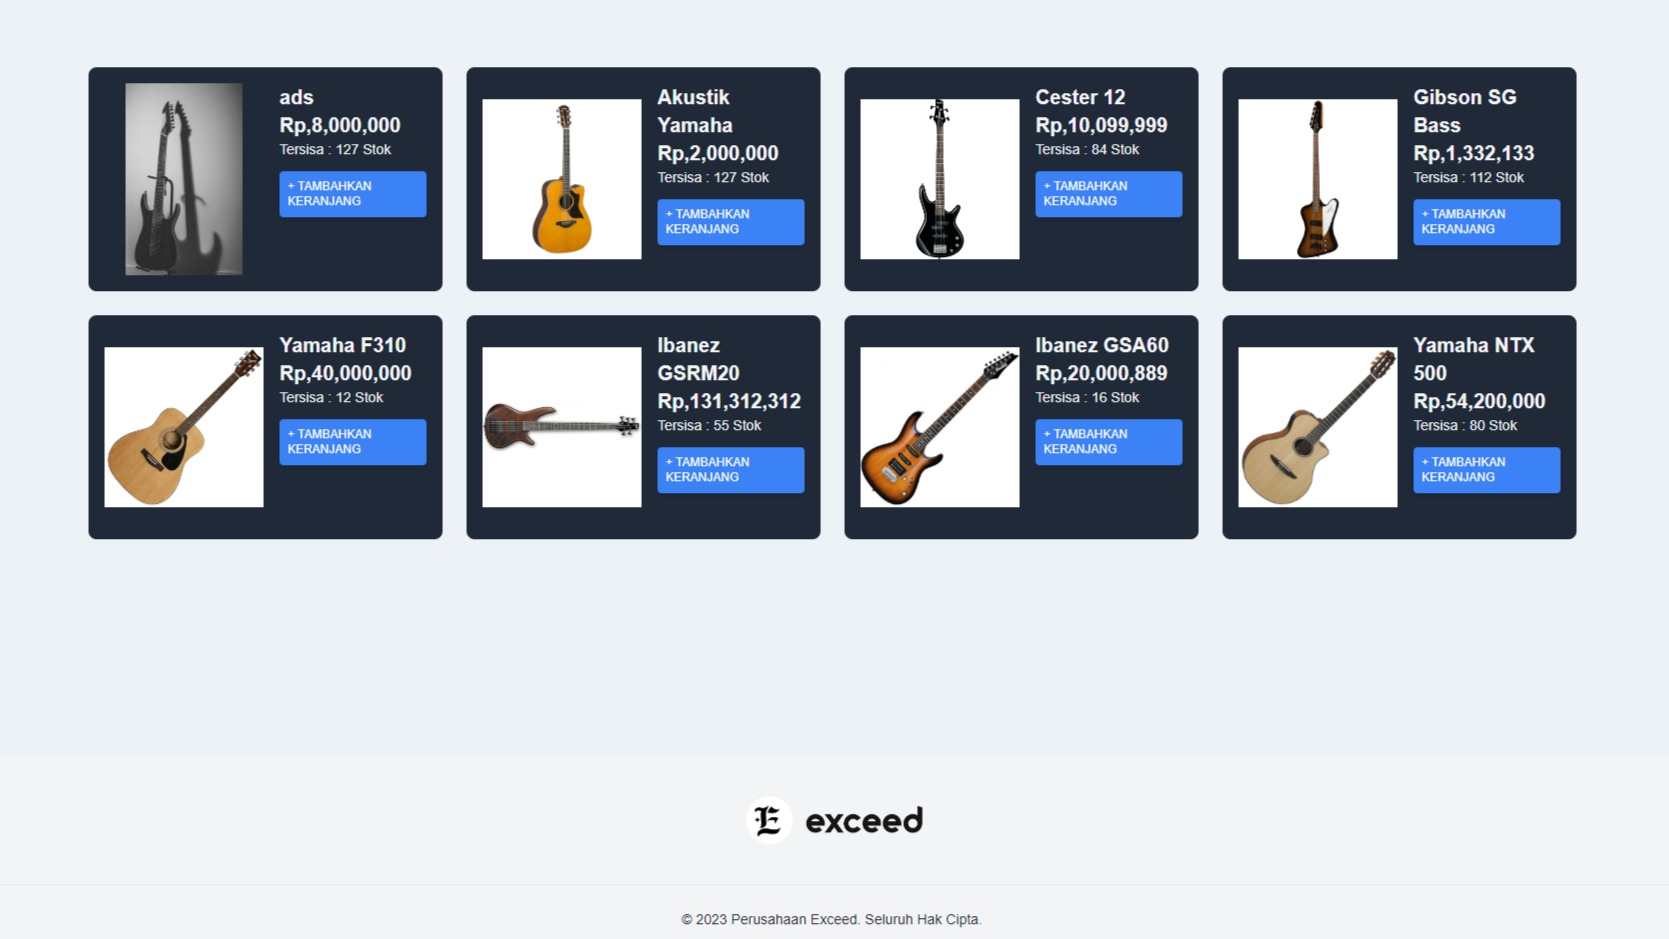 ads
Rp,8,000,000
Tersisa : 127 Stok
+ TAMBAHKAN
KERANJANG
Akustik
Yamaha
Rp,2,000,000
Tersisa : 127 Stok
+ TAMBAHKAN
KERANJANG
Cester 12
Rp,10,099,999
Tersisa : 84 Stok
+ TAMBAHKAN
KERANJANG
Gibson SG
Bass
Rp,1,332,133
Tersisa : 112 Stok
+ TAMBAHKAN
KERANJANG
Yamaha F310
Rp,40,000,000
Tersisa : 12 Stok
+ TAMBAHKAN
KERANJANG
Ibanez
GSRM20
Rp,131,312,312
Tersisa : 55 Stok
+ TAMBAHKAN
KERANJANG
Ibanez GSA60
Rp,20,000,889
Tersisa : 16 Stok
+ TAMBAHKAN
KERANJANG
Yamaha NTX
500
Rp,54,200,000
Tersisa : 80 Stok
+ TAMBAHKAN
KERANJANG
E exceed
© 2023 Perusahaan Exceed. Seluruh Hak Cipta.